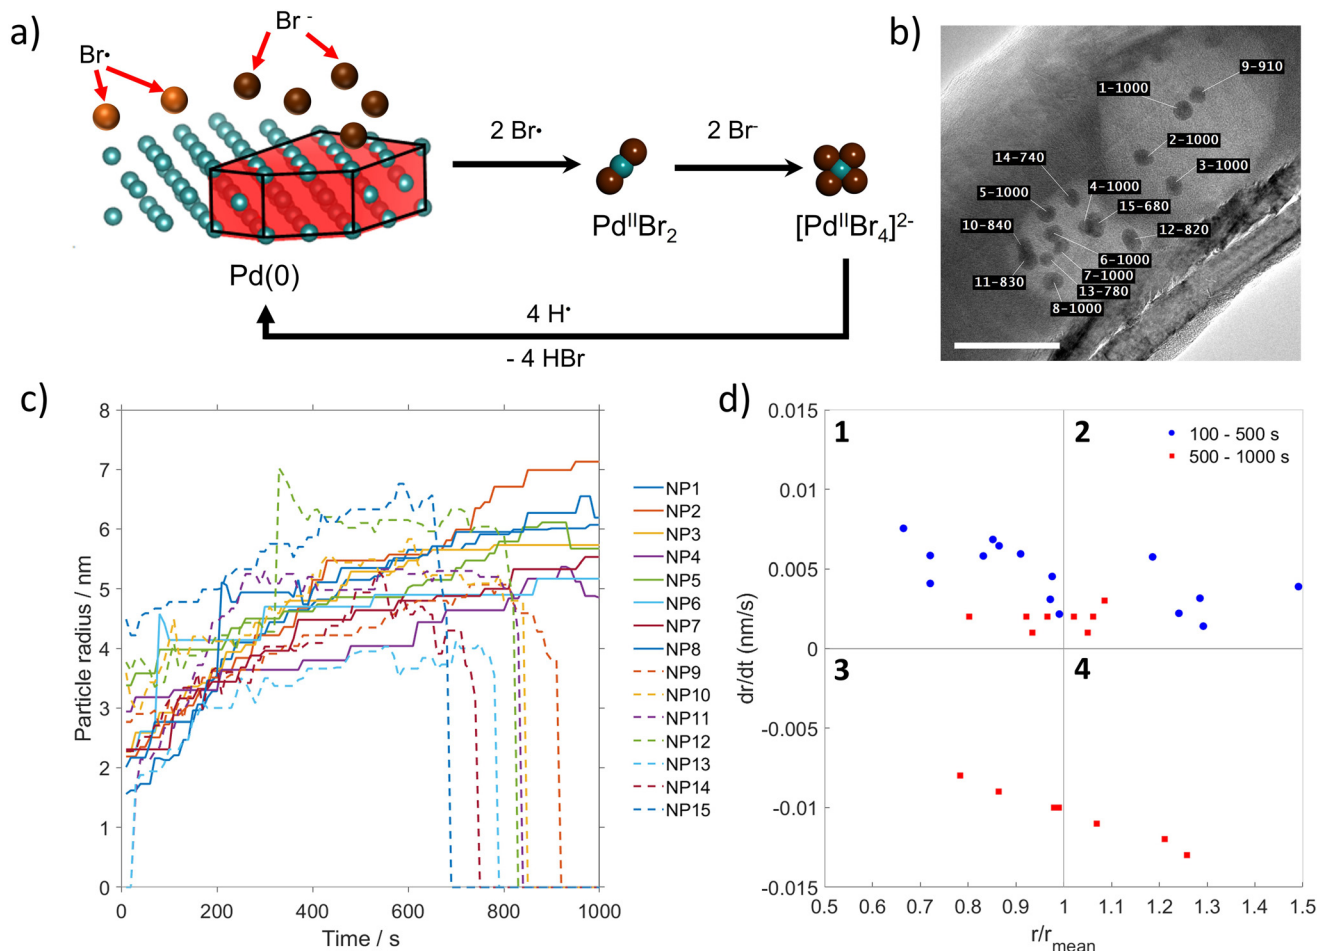 a)
Br•
Br -
2 Br•
2 Br-
PdIIBr2
[PdIIBr4]2-
Pd(0)
4 H•
- 4 HBr
b)
9-910
1-1000
2-1000
14-740
3-1000
5-1000
4-1000
15-680
10-840
12-820
6-1000
7-1000
11-830
13-780
8-1000
c)
Particle radius / nm
8
7
6
5
4
3
2
1
0
0
200
400
600
800
1000
Time / s
NP1
NP2
NP3
NP4
NP5
NP6
NP7
NP8
NP9
NP10
NP11
NP12
NP13
NP14
NP15
d)
dr/dt (nm/s)
0.015
0.01
0.005
0
-0.005
-0.01
-0.015
1
2
3
4
100 - 500 s
500 - 1000 s
0.5
0.6
0.7
0.8
0.9
1
1.1
1.2
1.3
1.4
1.5
r/rmean